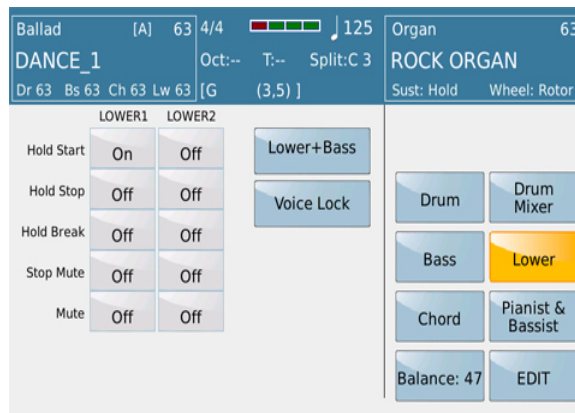 Ballad [A] 63 4/4 125 Organ 63
DANCE_1 Oct:-- T:-- Split:C 3 ROCK ORGAN
Dr 63 Bs 63 Ch 63 Lw 63 [G (3,5) ] Sust: Hold Wheel: Rotor
LOWER1 LOWER2
Hold Start On Off Lower+Bass
Hold Stop Off Off Voice Lock Drum Drum Mixer
Hold Break Off Off Bass Lower
Stop Mute Off Off
Mute Off Off Chord Pianist & Bassist
Balance: 47 EDIT